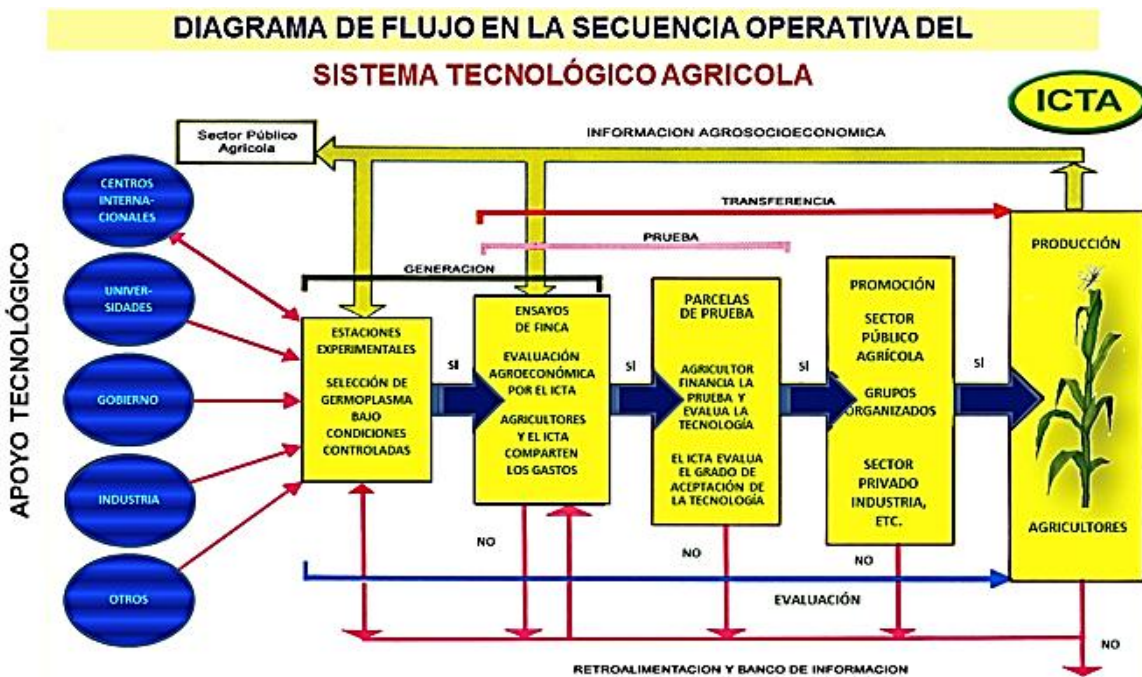 DIAGRAMA DE FLUJO EN LA SECUENCIA OPERATIVA DEL
SISTEMA TECNOLÓGICO AGRICOLA
ICTA
Sector Público
Agrícola
INFORMACION AGROSOCIOECONOMICA
APOYO TECNOLÓGICO
CENTROS
INTERNA-
CIONALES
UNIVER-
SIDADES
GOBIERNO
INDUSTRIA
OTROS
TRANSFERENCIA
PRUEBA
GENERACION
ESTACIONES
EXPERIMENTALES
SELECCIÓN DE
GERMOPLASMA
BAJO
CONDICIONES
CONTROLADAS
SÍ
ENSAYOS
DE FINCA
EVALUACIÓN
AGROECONÓMICA
POR EL ICTA
AGRICULTORES
Y EL ICTA
COMPARTEN
LOS GASTOS
SÍ
PARCELAS
DE PRUEBA
AGRICULTOR
FINANCIA LA
PRUEBA Y
EVALUA LA
TECNOLOGÍA
EL ICTA EVALUA
EL GRADO DE
ACEPTACIÓN DE
LA TECNOLOGÍA
SÍ
PROMOCIÓN
SECTOR
PÚBLICO
AGRÍCOLA
GRUPOS
ORGANIZADOS
SECTOR
PRIVADO
INDUSTRIA,
ETC.
SÍ
PRODUCCIÓN
AGRICULTORES
NO
NO
NO
EVALUACIÓN
NO
RETROALIMENTACION Y BANCO DE INFORMACION